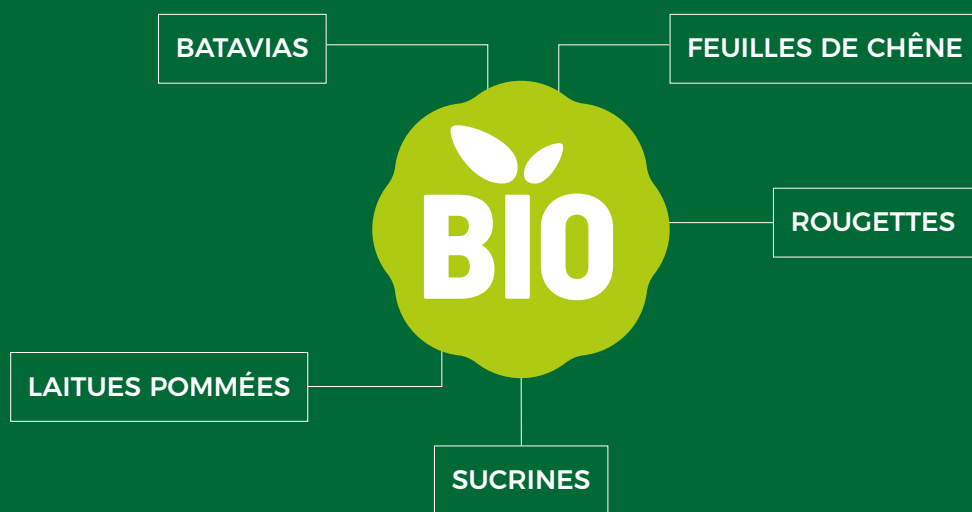 BATAVIAS
FEUILLES DE CHÊNE
BIO
ROUGETTES
LAITUES POMMÉES
SUCRINES